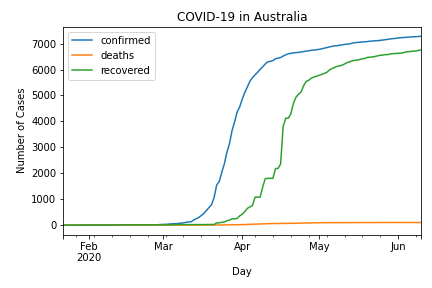 COVID-19 in Australia
confirmed
deaths
recovered
Number of Cases
7000
6000
5000
4000
3000
2000
1000
0
Feb
2020
Mar
Apr
May
Jun
Day